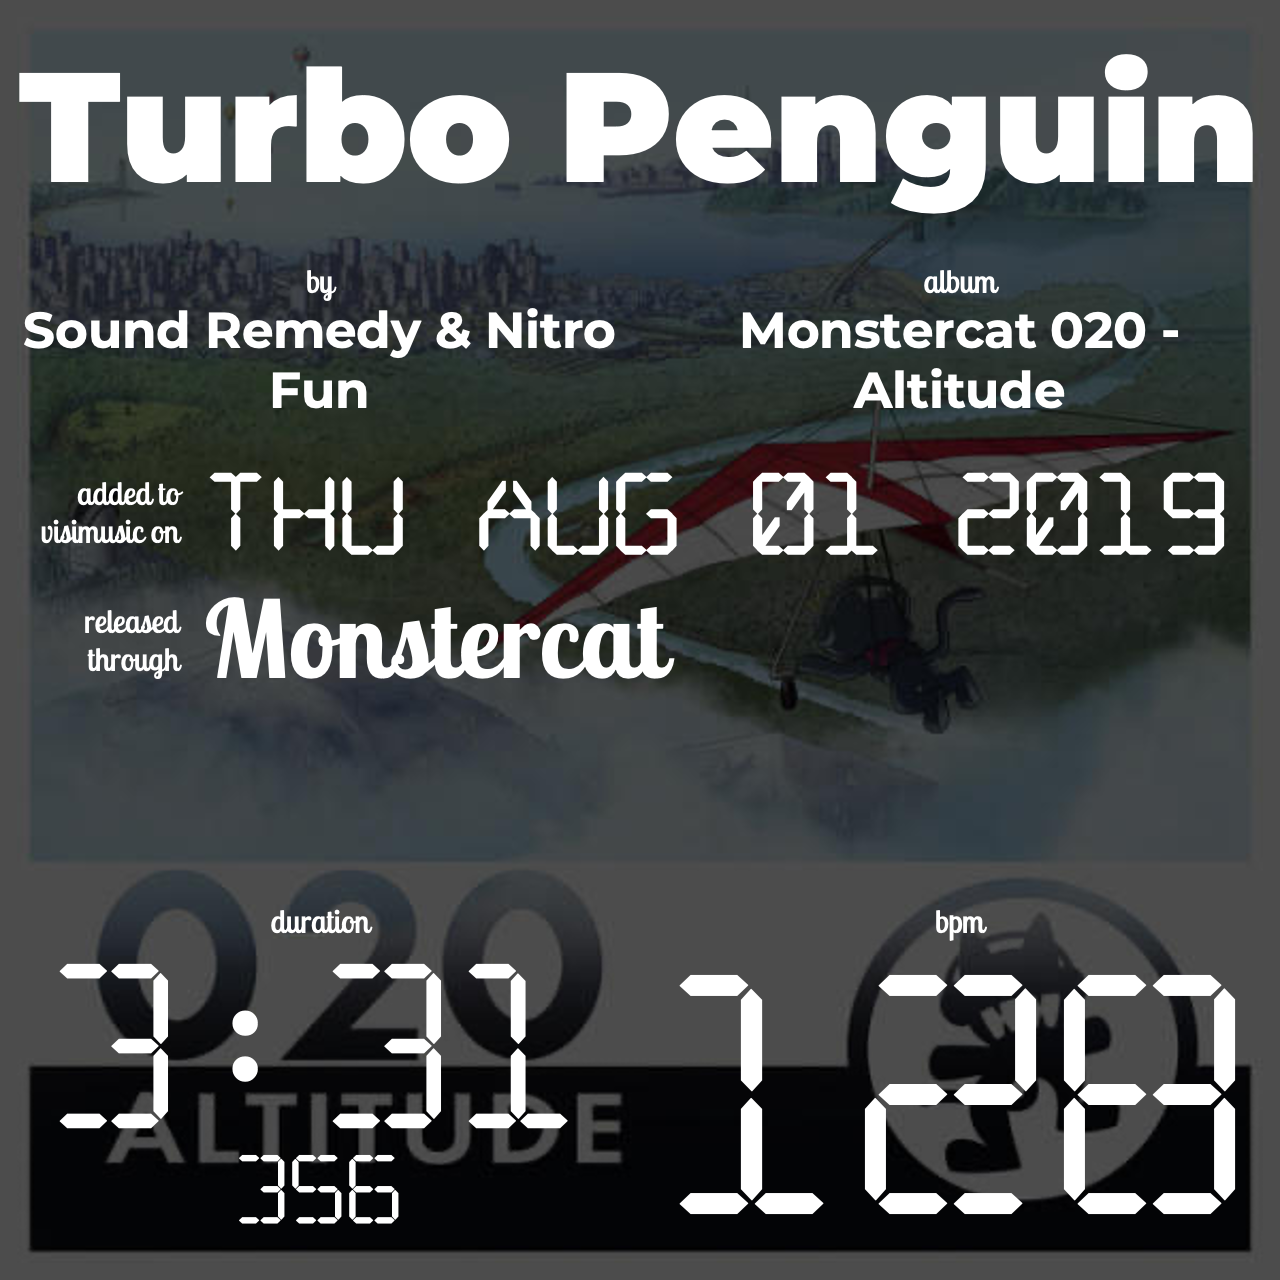 Turbo Penguin
by
Sound Remedy & Nitro
Fun
album
Monstercat 020 -
Altitude
added to
visimusic on
THU AUG 01 2019
released
through
Monstercat
duration
3:31
356
bpm
128
020
ALTITUDE